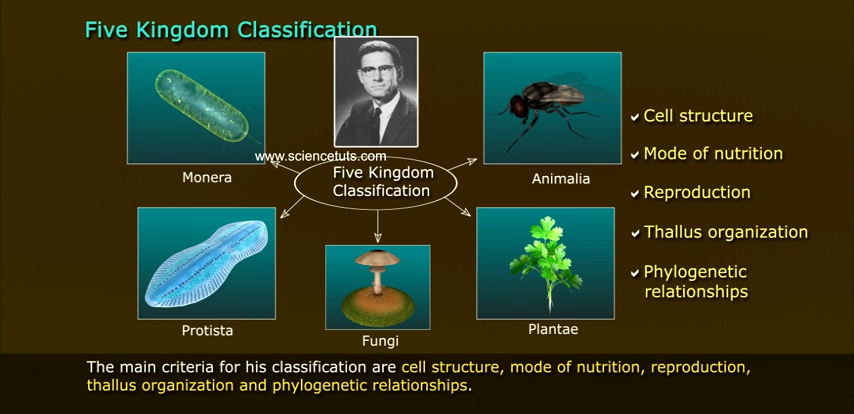 Five Kingdom Classification
www.sciencetuts.com
Five Kingdom
Classification
Monera
Animalia
Protista
Fungi
Plantae
Cell structure
Mode of nutrition
Reproduction
Thallus organization
Phylogenetic
relationships
The main criteria for his classification are cell structure, mode of nutrition, reproduction,
thallus organization and phylogenetic relationships.